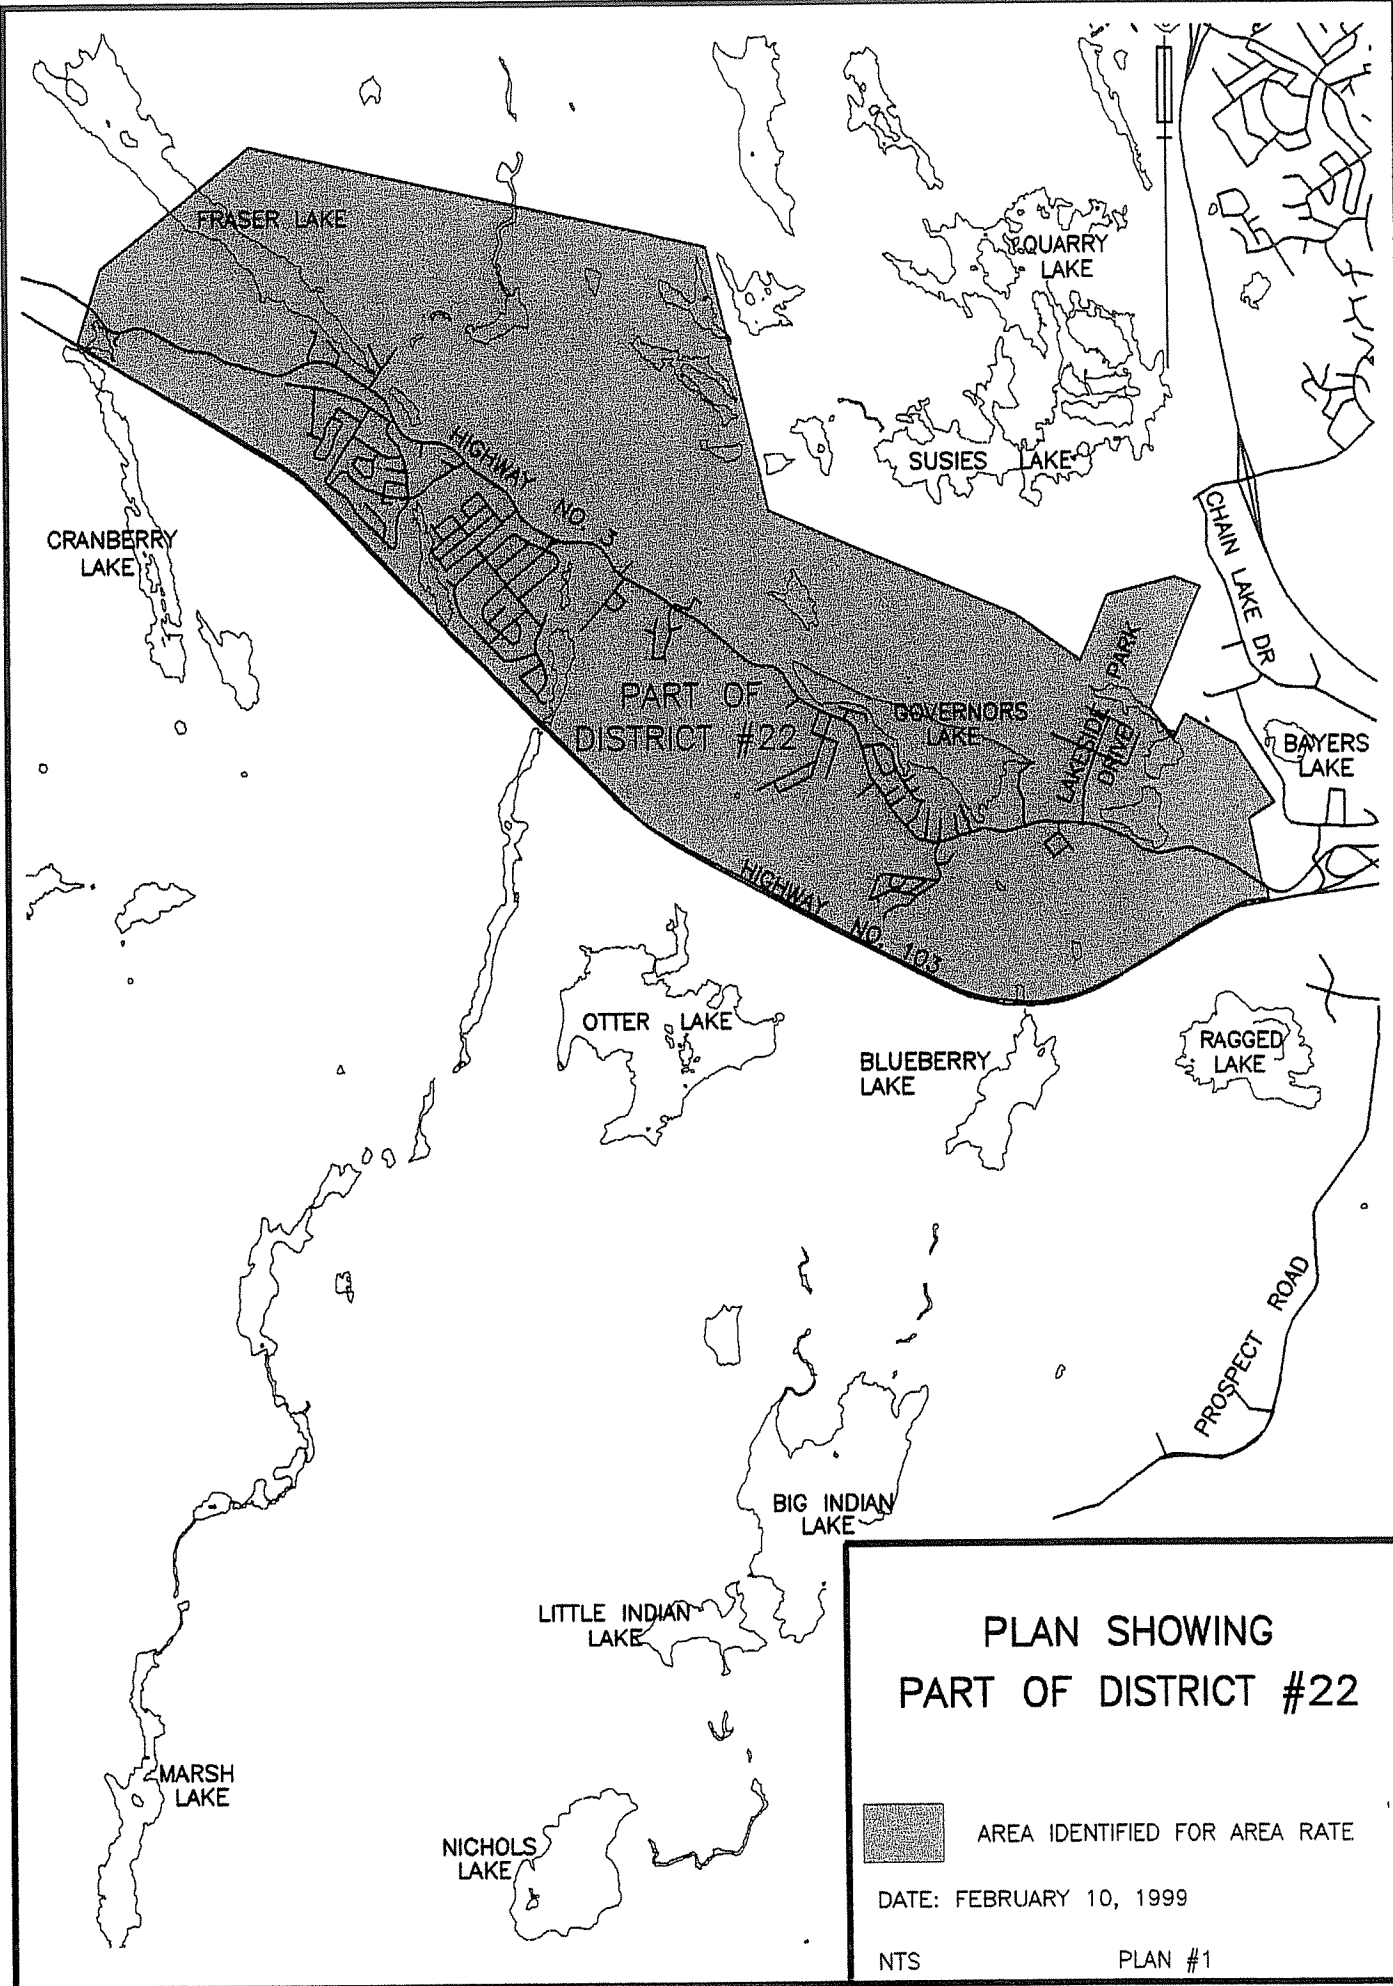 FRASER LAKE
QUARRY
LAKE
SUSIES LAKE
CRANBERRY
LAKE
HIGHWAY NO. 3
CHAIN LAKE DR
PART OF
DISTRICT #22
GOVERNORS
LAKE
LAKESIDE PARK
DRIVE
BAYERS
LAKE
HIGHWAY NO. 103
OTTER LAKE
BLUEBERRY
LAKE
RAGGED
LAKE
PROSPECT ROAD
BIG INDIAN
LAKE
LITTLE INDIAN
LAKE
MARSH
LAKE
NICHOLS
LAKE
PLAN SHOWING
PART OF DISTRICT #22
AREA IDENTIFIED FOR AREA RATE
DATE: FEBRUARY 10, 1999
NTS PLAN #1